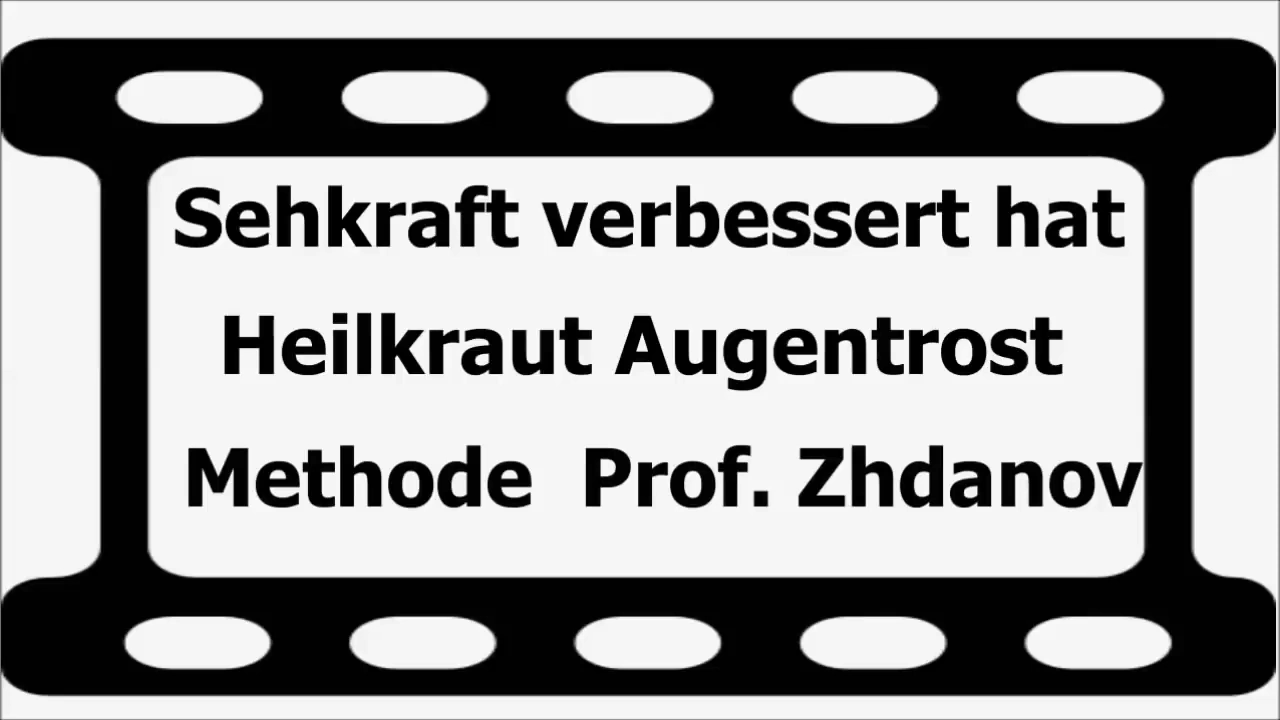 Sehkraft verbessert hat
Heilkraut Augentrost
Methode Prof. Zhdanov